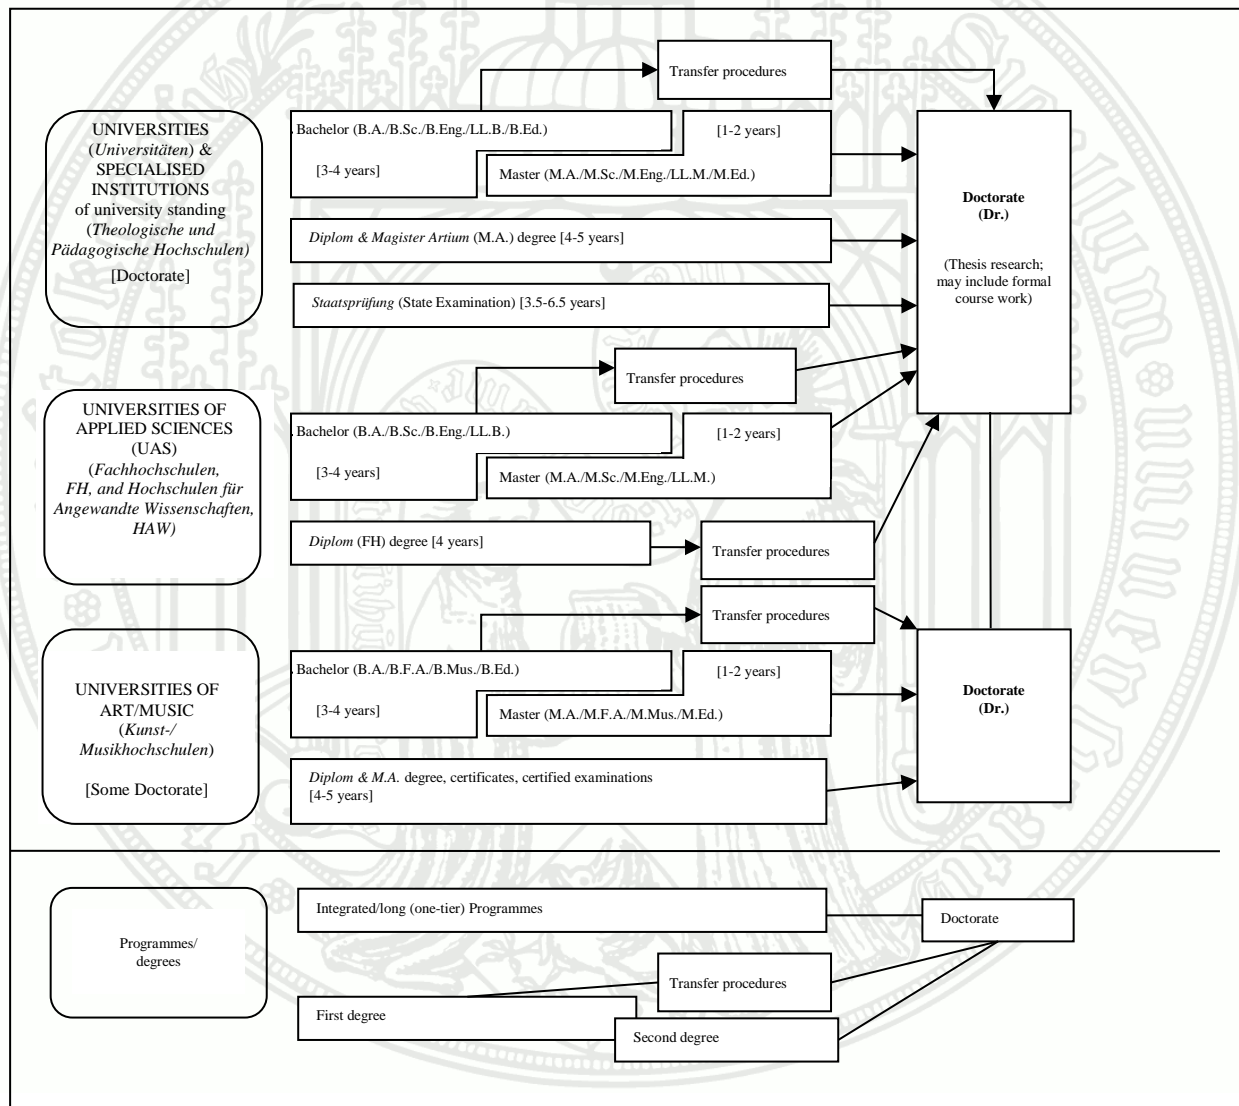 Transfer procedures
UNIVERSITIES
(Universitäten) &
SPECIALISED
INSTITUTIONS
of university standing
(Theologische und
Pädagogische Hochschulen)
[Doctorate]
Bachelor (B.A./B.Sc./B.Eng./LL.B./B.Ed.)
[3-4 years]
[1-2 years]
Master (M.A./M.Sc./M.Eng./LL.M./M.Ed.)
Diplom & Magister Artium (M.A.) degree [4-5 years]
Staatsprüfung (State Examination) [3.5-6.5 years]
Doctorate
(Dr.)
(Thesis research;
may include formal
course work)
Transfer procedures
UNIVERSITIES OF
APPLIED SCIENCES
(UAS)
(Fachhochschulen,
FH, and Hochschulen für
Angewandte Wissenschaften,
HAW)
Bachelor (B.A./B.Sc./B.Eng./LL.B.)
[3-4 years]
[1-2 years]
Master (M.A./M.Sc./M.Eng./LL.M.)
Diplom (FH) degree [4 years]
Transfer procedures
Transfer procedures
UNIVERSITIES OF
ART/MUSIC
(Kunst-/
Musikhochschulen)
[Some Doctorate]
Bachelor (B.A./B.F.A./B.Mus./B.Ed.)
[3-4 years]
[1-2 years]
Master (M.A./M.F.A./M.Mus./M.Ed.)
Diplom & M.A. degree, certificates, certified examinations
[4-5 years]
Doctorate
(Dr.)
Programmes/
degrees
Integrated/long (one-tier) Programmes
Doctorate
Transfer procedures
First degree
Second degree